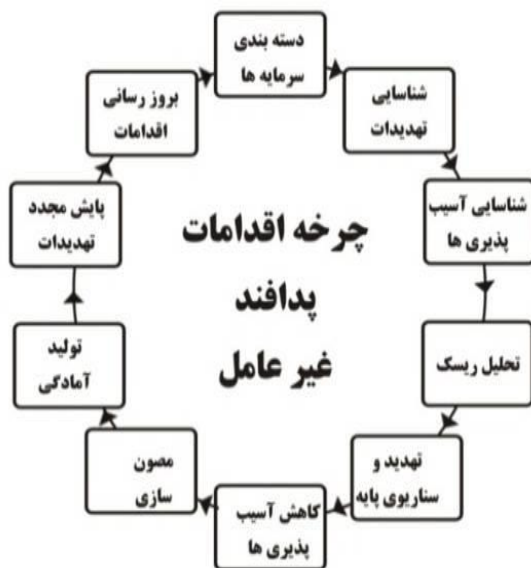 دسته بندی
سرمایه ها
شناسایی
تهدیدات
شناسایی آسیب
پذیری ها
تحلیل ریسک
تهدید و
سناریوی پایه
کاهش آسیب
پذیری ها
مصون
سازی
تولید
آمادگی
پایش مجدد
تهدیدات
بروز رسانی
اقدامات
چرخه اقدامات
پدافند
غیر عامل